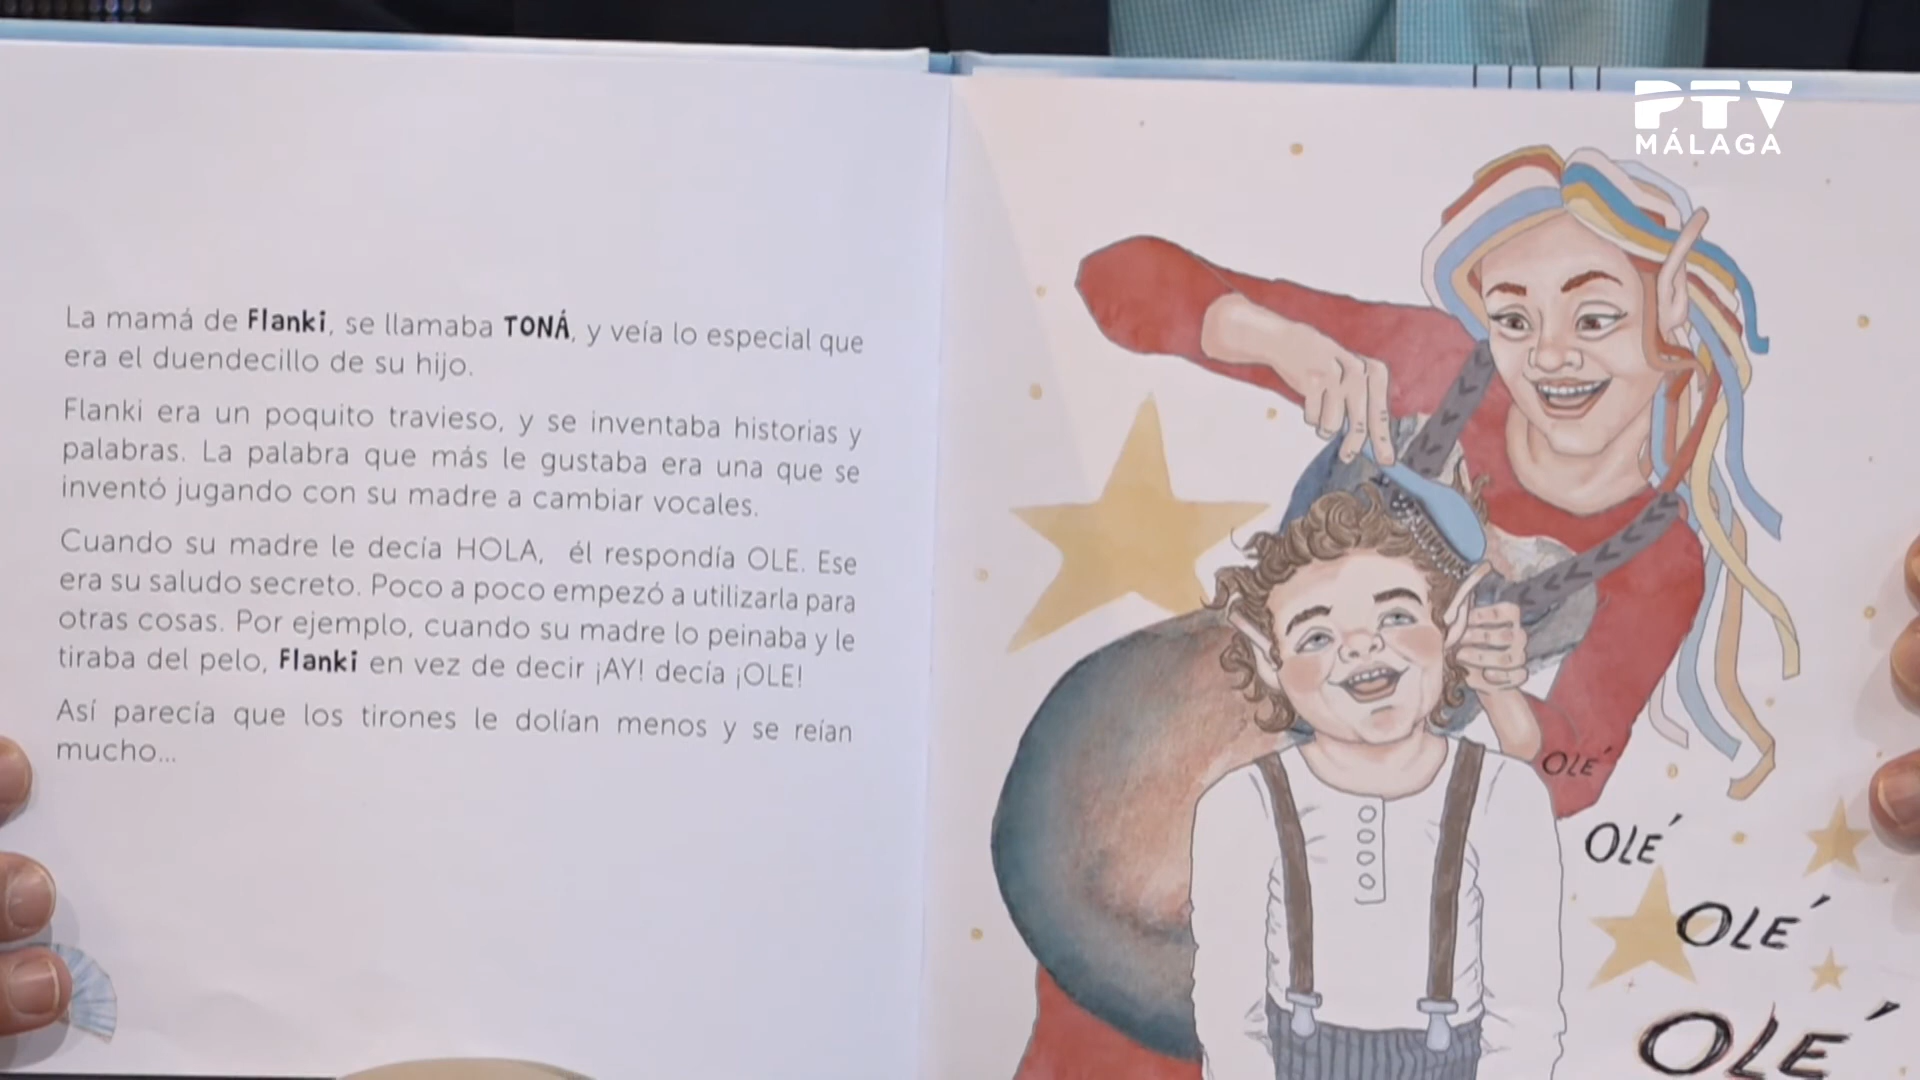 PTV
MÁLAGA
La mamá de Flanki, se llamaba TONÁ, y veía lo especial que
era el duendecillo de su hijo.
Flanki era un poquito travieso, y se inventaba historias y
palabras. La palabra que más le gustaba era una que se
inventó jugando con su madre a cambiar vocales.
Cuando su madre le decía HOLA, él respondía OLE. Ese
era su saludo secreto. Poco a poco empezó a utilizarla para
otras cosas. Por ejemplo, cuando su madre lo peinaba y le
tiraba del pelo, Flanki en vez de decir ¡AY! decía ¡OLE!
Así parecía que los tirones le dolían menos y se reían
mucho...
OLÉ
OLÉ
OLÉ
OLÉ